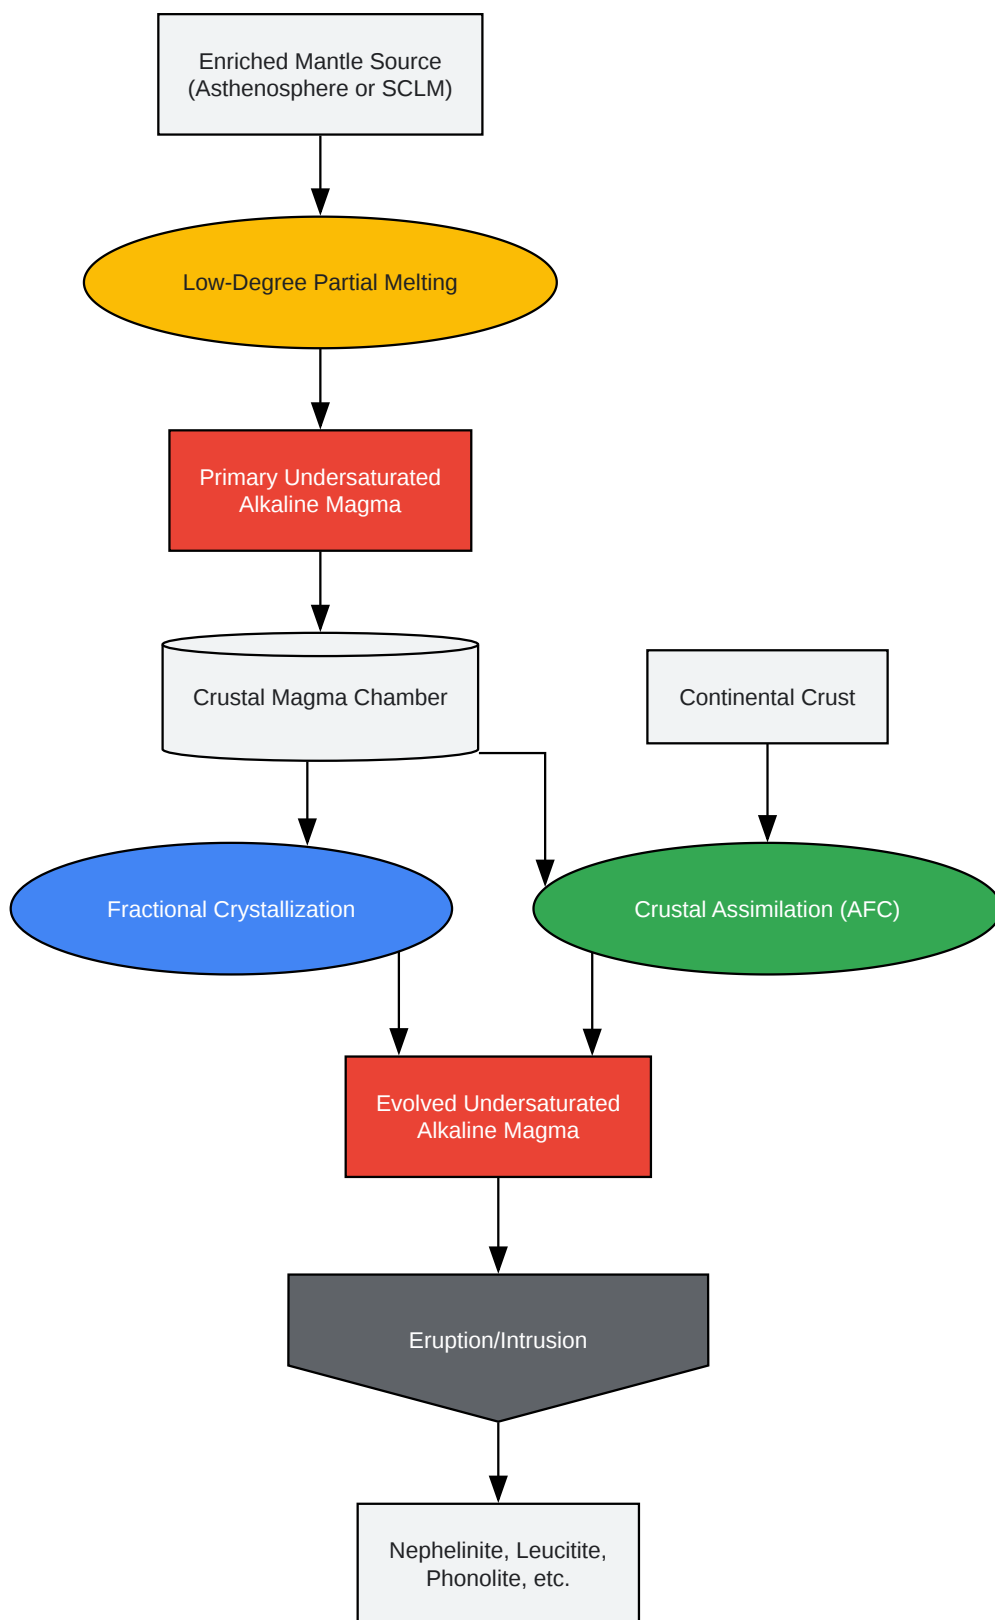 Enriched Mantle Source
(Asthenosphere or SCLM)
Low-Degree Partial Melting
Primary Undersaturated
Alkaline Magma
Crustal Magma Chamber
Continental Crust
Fractional Crystallization
Crustal Assimilation (AFC)
Evolved Undersaturated
Alkaline Magma
Eruption/Intrusion
Nephelinite, Leucitite,
Phonolite, etc.